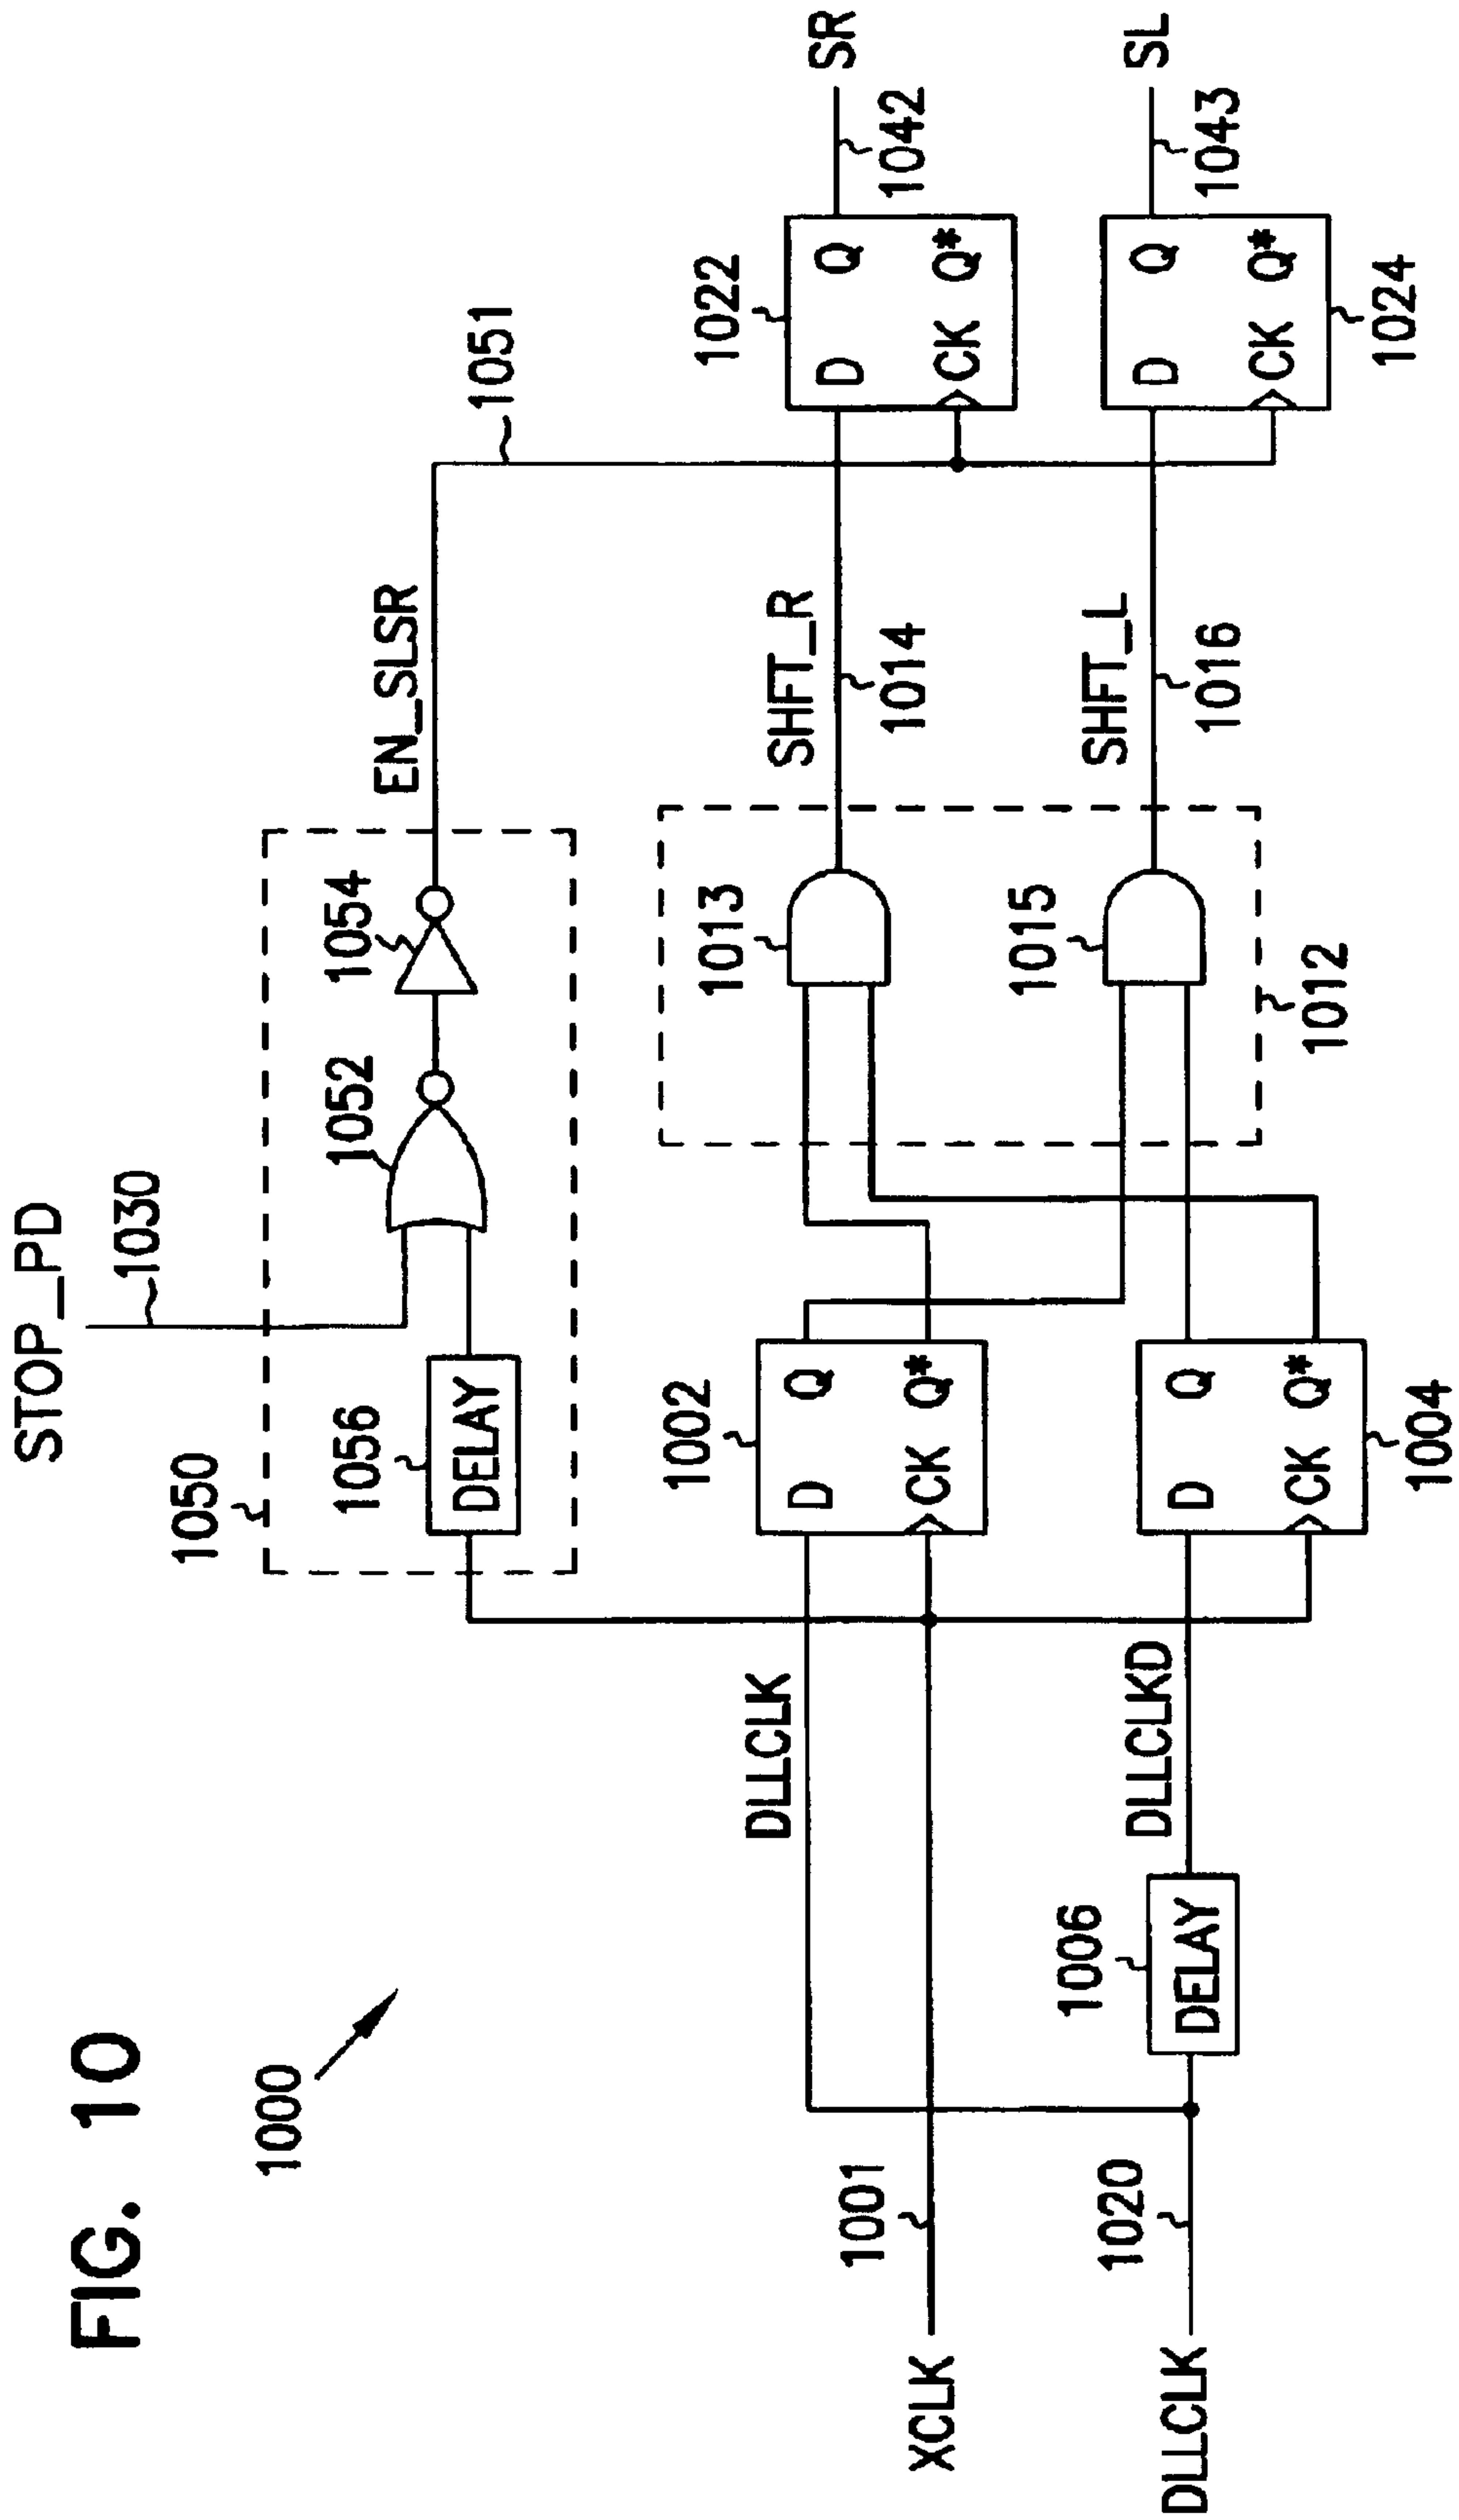 FIG. 10
1000
STOP_PD
1030
1050
1056
DELAY
1052
1054
EN_SLSR
1051
XCLK
1001
DLLCLK
1020
1006
DELAY
DLLCLK
DLLCLKD
1002
D Q
CK Q*
1004
D Q
CK Q*
1013
1015
1012
SHFT_R
1014
SHFT_L
1016
1022
D Q
CK Q*
1024
D Q
CK Q*
SR
1042
SL
1043